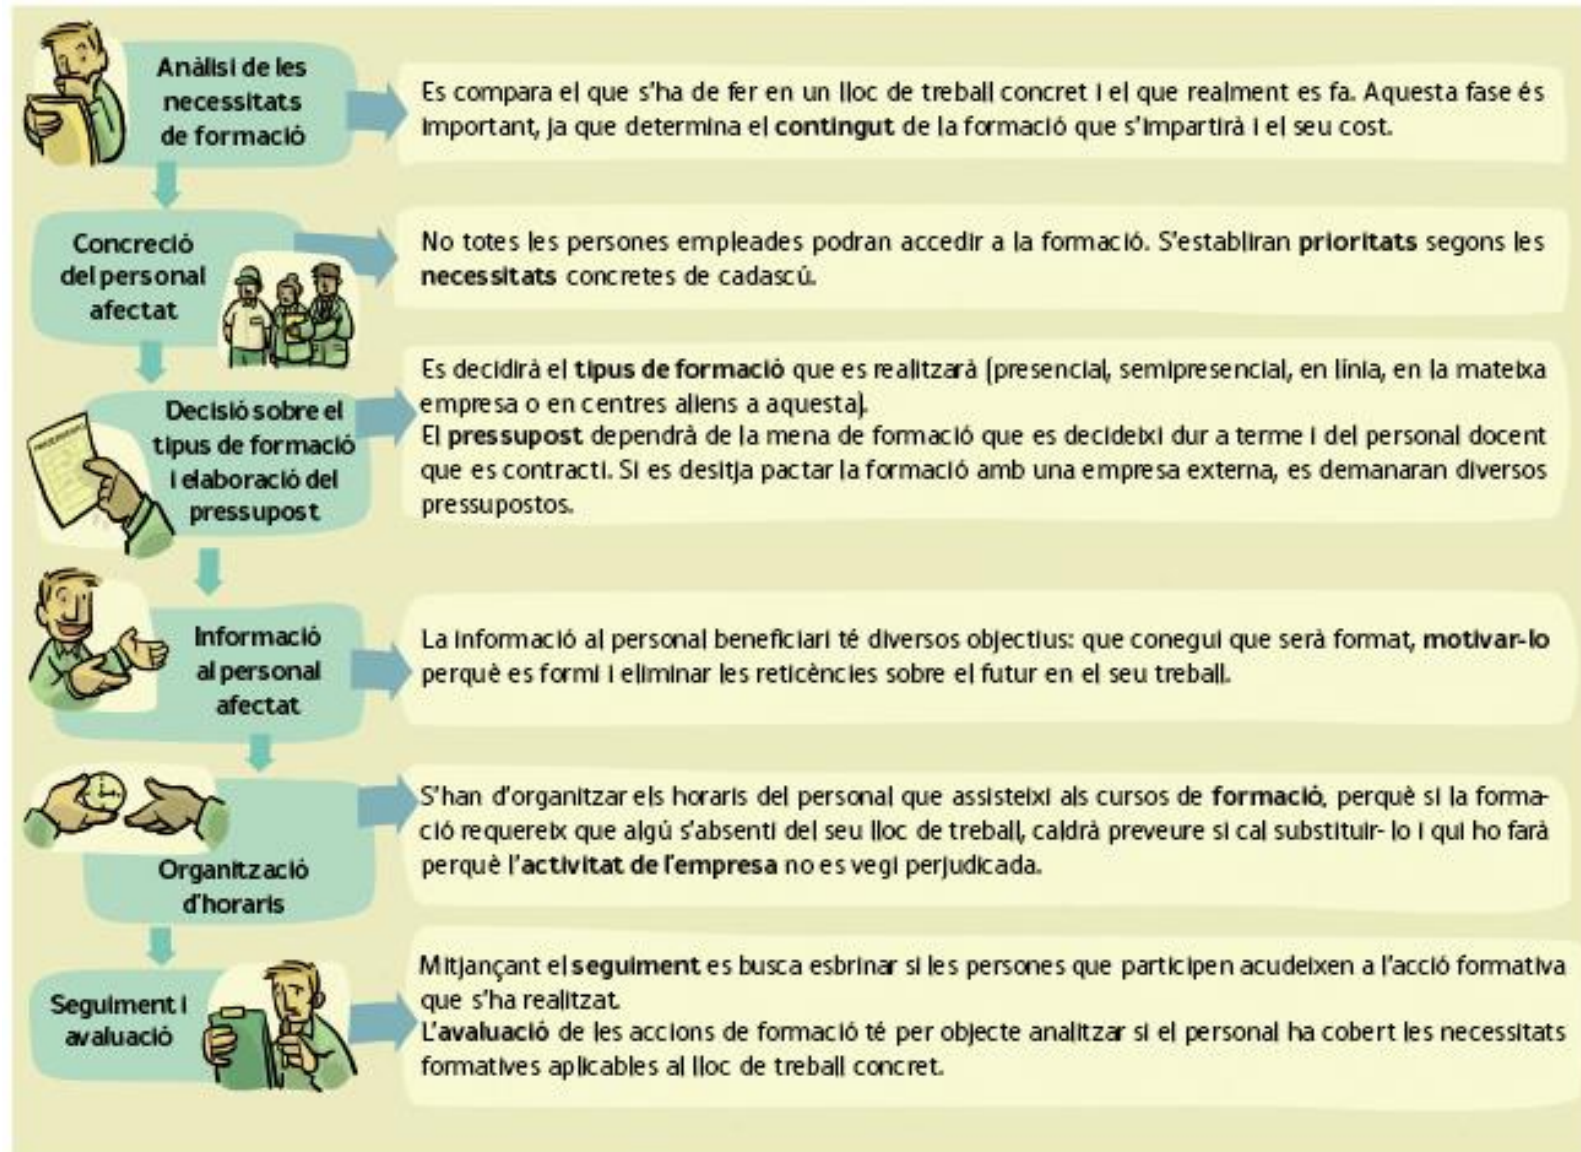 Anàlisi de les
necessitats
de formació
Es compara el que s'ha de fer en un lloc de treball concret i el que realment es fa. Aquesta fase és
important, ja que determina el contingut de la formació que s'impartirà i el seu cost.
Concreció
del personal
afectat
No totes les persones empleades podran accedir a la formació. S'establiran prioritats segons les
necessitats concretes de cadascú.
Decisió sobre el
tipus de formació
i elaboració del
pressupost
Es decidirà el tipus de formació que es realitzarà (presencial, semipresencial, en línia, en la mateixa
empresa o en centres aliens a aquesta).
El pressupost dependrà de la mena de formació que es decideixi dur a terme i del personal docent
que es contracti. Si es desitja pactar la formació amb una empresa externa, es demanaran diversos
pressupostos.
Informació
al personal
afectat
La informació al personal beneficiari té diversos objectius: que conegui que serà format, motivar-lo
perquè es formi i eliminar les reticències sobre el futur en el seu treball.
Organització
d'horaris
S'han d'organitzar els horaris del personal que assisteixi als cursos de formació, perquè si la forma-
ció requereix que algú s'absenti del seu lloc de treball, caldrà preveure si cal substituir-lo i qui ho farà
perquè l'activitat de l'empresa no es vegi perjudicada.
Seguiment i
avaluació
Mitjançant el seguiment es busca esbrinar si les persones que participen acudeixen a l'acció formativa
que s'ha realitzat.
L'avaluació de les accions de formació té per objecte analitzar si el personal ha cobert les necessitats
formatives aplicables al lloc de treball concret.